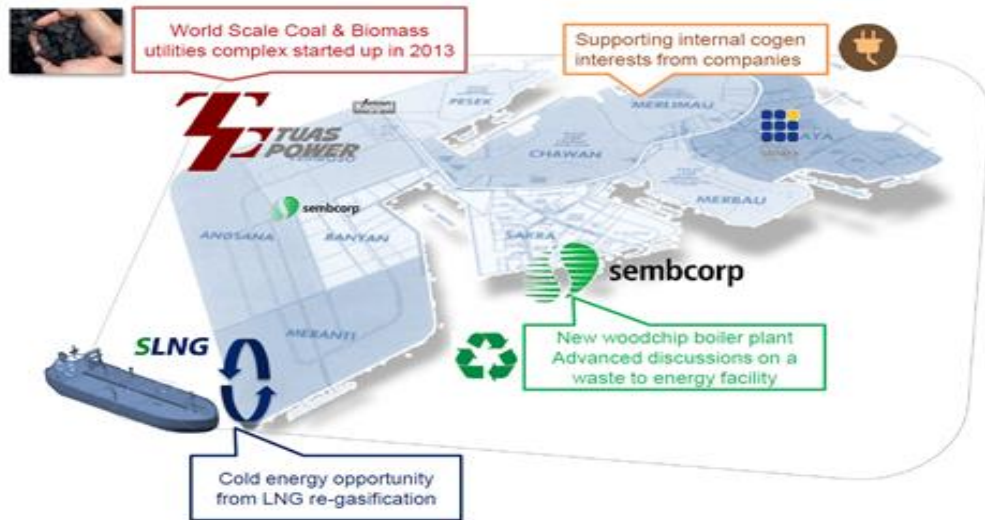 World Scale Coal & Biomass
utilities complex started up in 2013
Supporting internal cogen
interests from companies
PESEK
MERLIMAU
TUAS
POWER
CHAWAN
MERBAU
sembcorp
ANGSANA
BANYAN
SAKRA
sembcorp
MERANTI
SLNG
New woodchip boiler plant
Advanced discussions on a
waste to energy facility
Cold energy opportunity
from LNG re-gasification